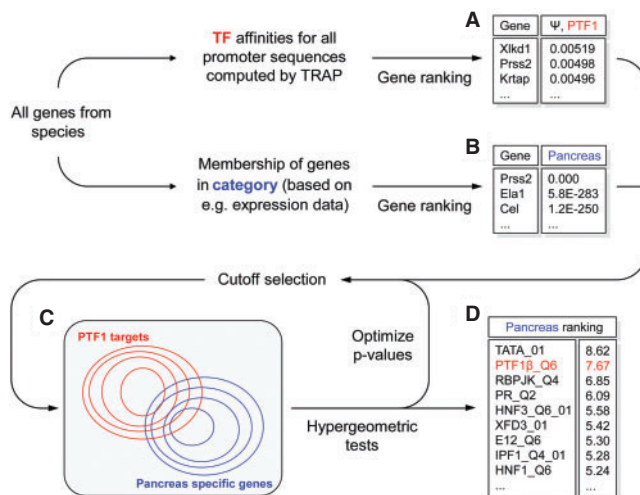 A
TF affinities for all
promoter sequences
computed by TRAP
Gene ranking
Gene Ψ, PTF1
Xlkd1 0.00519
Prss2 0.00498
Krtap 0.00496
... ...
All genes from
species
B
Membership of genes
in category (based on
e.g. expression data)
Gene ranking
Gene Pancreas
Prss2 0.000
Ela1 5.8E-283
Cel 1.2E-250
... ...
Cutoff selection
C
PTF1 targets
Pancreas specific genes
Optimize
p-values
Hypergeometric
tests
D
Pancreas ranking
TATA_01 8.62
PTF1β_Q6 7.67
RBPJK_Q4 6.85
PR_Q2 6.09
HNF3_Q6_01 5.58
XFD3_01 5.42
E12_Q6 5.30
IPF1_Q4_01 5.28
HNF1_Q6 5.24
... ...